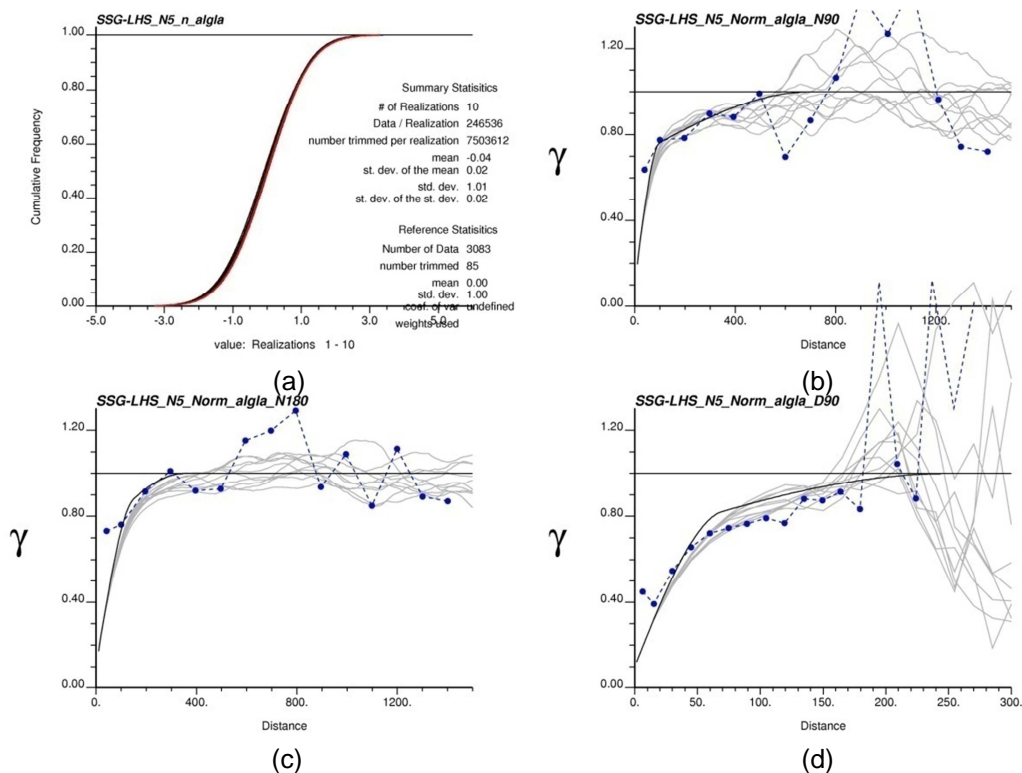 SSG-LHS_N5_n_algla
Cumulative Frequency
1.00
0.80
0.60
0.40
0.20
0.00
-5.0 -3.0 -1.0 1.0 3.0 5.0
value: Realizations 1 - 10
Summary Statisitics
# of Realizations 10
Data / Realization 246536
number trimmed per realization 7503612
mean -0.04
st. dev. of the mean 0.02
std. dev. 1.01
st. dev. of the std. dev. 0.02
Reference Statisitics
Number of Data 3083
number trimmed 85
mean 0.00
std. dev. 1.00
coef. of var undefined
weights used
(a)
SSG-LHS_N5_Norm_algla_N90
γ
1.20
0.80
0.40
0.00
0. 400. 800. 1200.
Distance
(b)
SSG-LHS_N5_Norm_algla_N180
γ
1.20
0.80
0.40
0.00
0. 400. 800. 1200.
Distance
(c)
SSG-LHS_N5_Norm_algla_D90
γ
1.20
0.80
0.40
0.00
0. 50. 100. 150. 200. 250. 300.
Distance
(d)